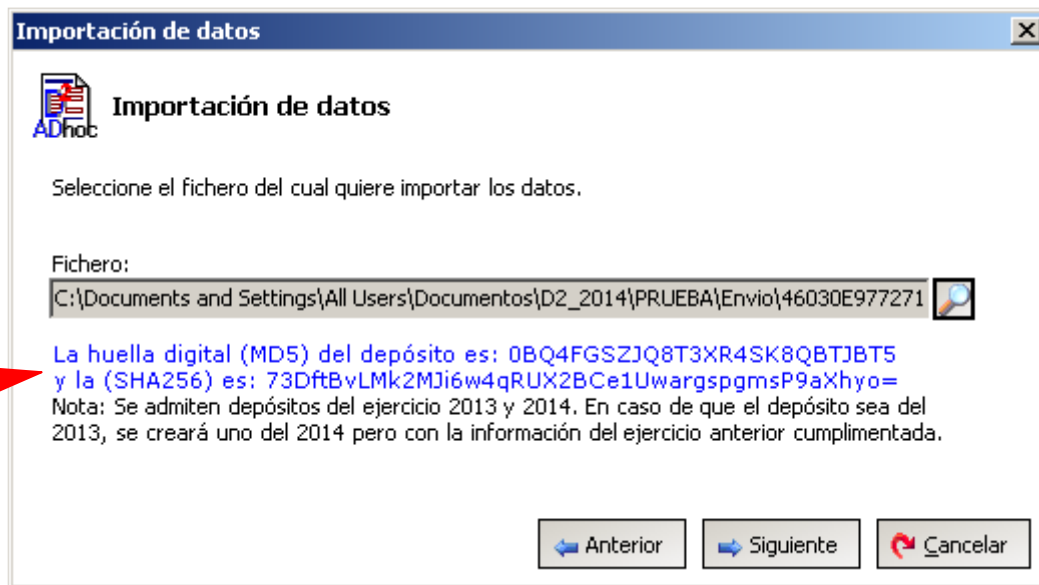 Importación de datos
ADhoc
Importación de datos
Seleccione el fichero del cual quiere importar los datos.
Fichero:
C:\Documents and Settings\All Users\Documentos\D2_2014\PRUEBA\Envio\46030E977271
La huella digital (MD5) del depósito es: 0BQ4FGSZJQ8T3XR4SK8QBTJBT5
y la (SHA256) es: 73DftBvLMk2MJi6w4qRUX2BCe1UwargspgmsP9aXhyo=
Nota: Se admiten depósitos del ejercicio 2013 y 2014. En caso de que el depósito sea del
2013, se creará uno del 2014 pero con la información del ejercicio anterior cumplimentada.
Anterior
Siguiente
Cancelar